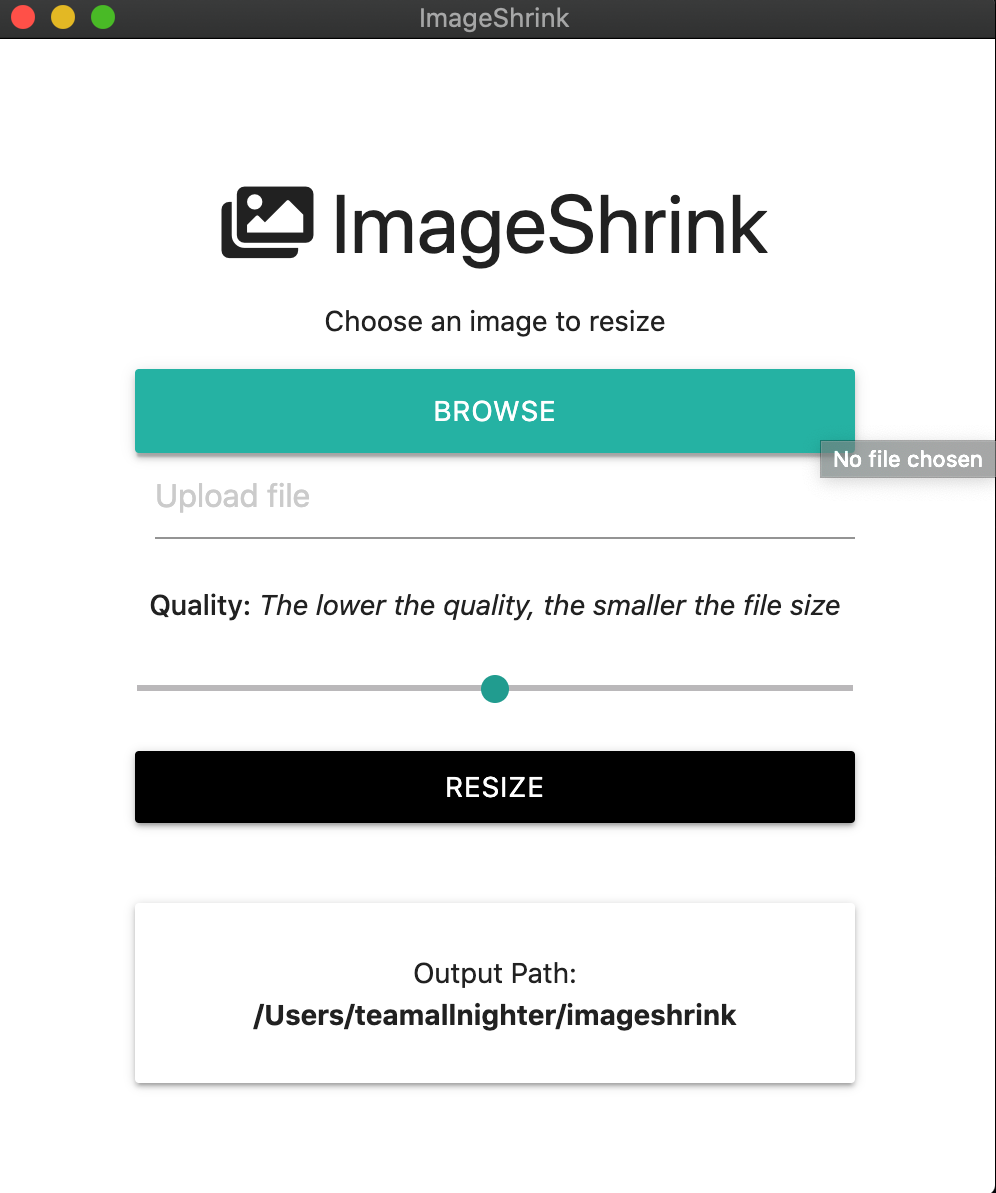 ImageShrink
ImageShrink
Choose an image to resize
BROWSE
No file chosen
Upload file
Quality: The lower the quality, the smaller the file size
RESIZE
Output Path:
/Users/teamallnighter/imageshrink